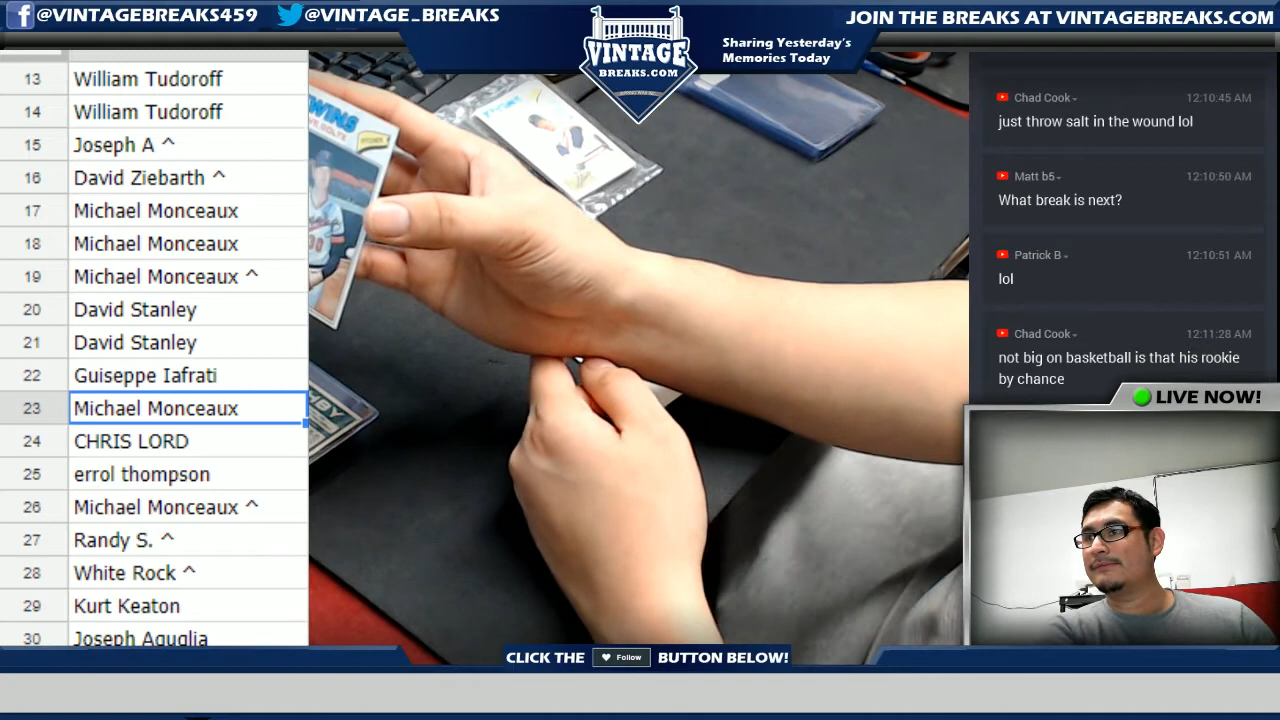 @VINTAGEBREAKS459
@VINTAGE_BREAKS
VINTAGE
BREAKS.COM
Sharing Yesterday's
Memories Today
JOIN THE BREAKS AT VINTAGEBREAKS.COM
13 William Tudoroff
14 William Tudoroff
15 Joseph A ^
16 David Ziebarth ^
17 Michael Monceaux
18 Michael Monceaux
19 Michael Monceaux ^
20 David Stanley
21 David Stanley
22 Guiseppe Iafrati
23 Michael Monceaux
24 CHRIS LORD
25 errol thompson
26 Michael Monceaux ^
27 Randy S. ^
28 White Rock ^
29 Kurt Keaton
30 Joseph Aguglia
TWINS
Chad Cook 12:10:45 AM
just throw salt in the wound lol
Matt b5 12:10:50 AM
What break is next?
Patrick B 12:10:51 AM
lol
Chad Cook 12:11:28 AM
not big on basketball is that his rookie
by chance
LIVE NOW!
CLICK THE Follow BUTTON BELOW!